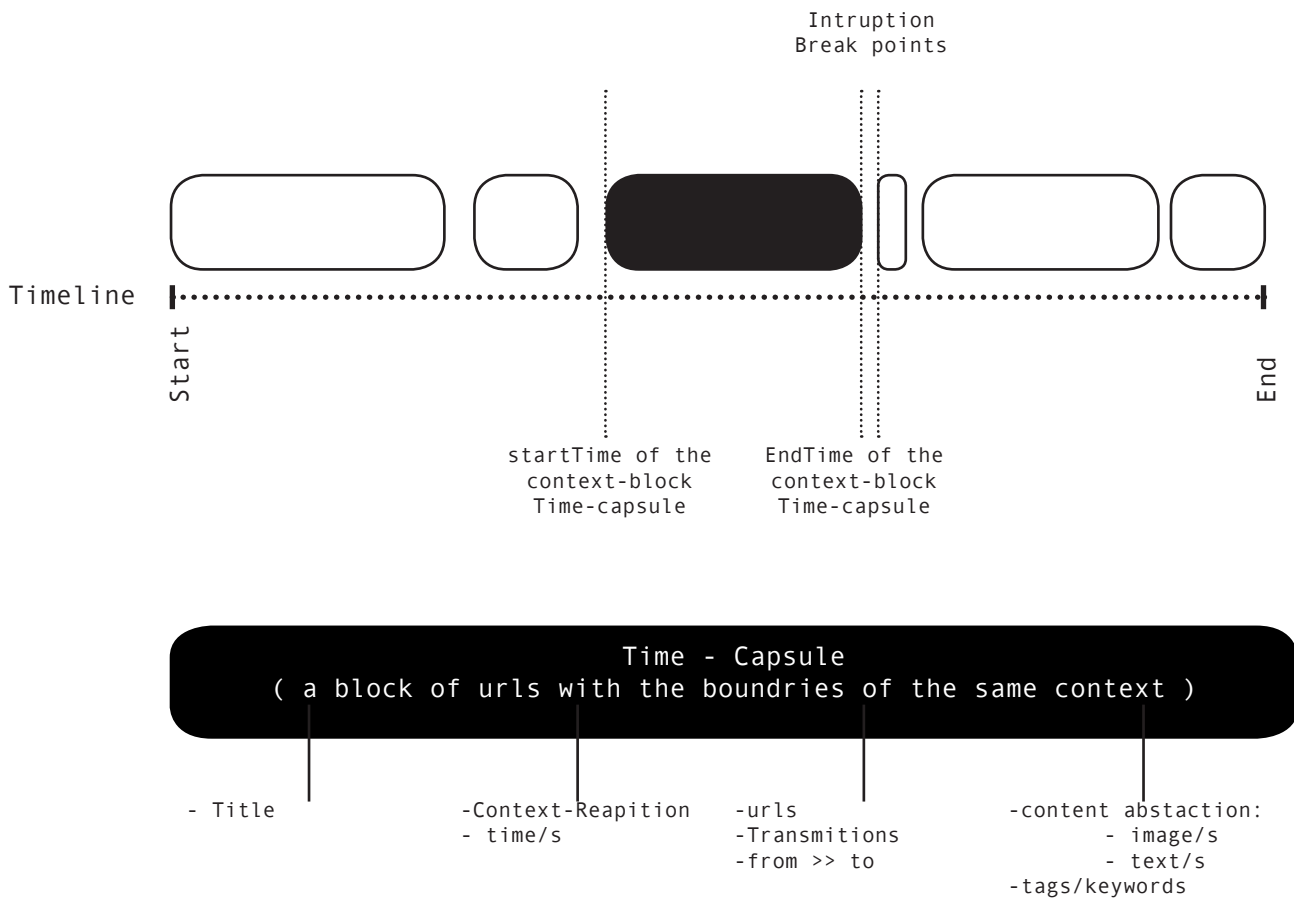 Intruption
Break points
Timeline
Start
End
startTime of the
context-block
Time-capsule
EndTime of the
context-block
Time-capsule
Time - Capsule
( a block of urls with the boundries of the same context )
- Title
-Context-Reapition
- time/s
-urls
-Transmitions
-from >> to
-content abstaction:
- image/s
- text/s
-tags/keywords